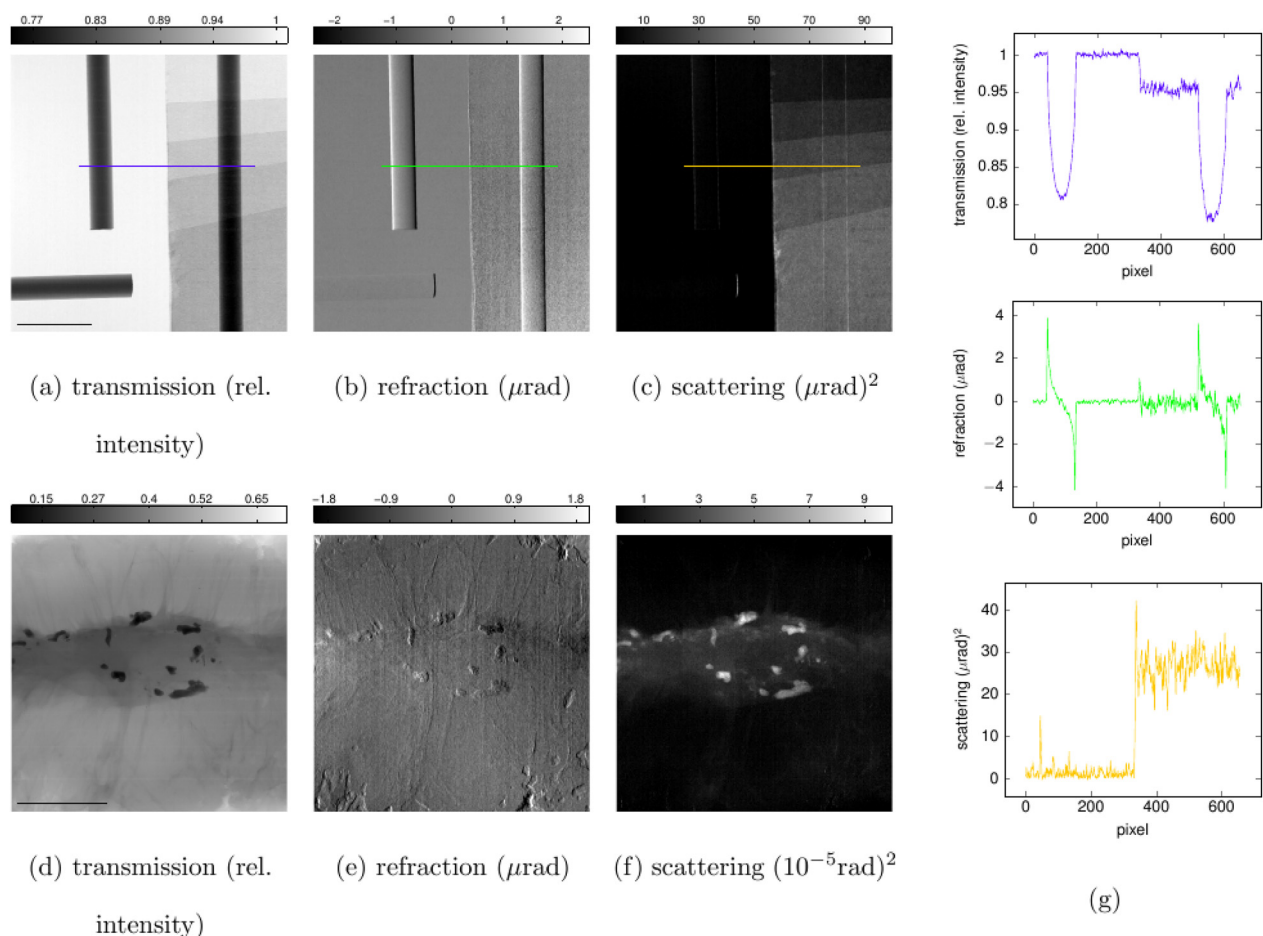 0.77 0.83 0.89 0.94 1
−2 −1 0 1 2
10 30 50 70 90
(a) transmission (rel.
intensity)
(b) refraction (μrad)
(c) scattering (μrad)²
0.15 0.27 0.4 0.52 0.65
−1.8 −0.9 0 0.9 1.8
1 3 5 7 9
(d) transmission (rel.
intensity)
(e) refraction (μrad)
(f) scattering (10⁻⁵rad)²
transmission (rel. intensity)
1
0.95
0.9
0.85
0.8
0 200 400 600
pixel
refraction (μrad)
4
2
0
−2
−4
0 200 400 600
pixel
scattering (μrad)²
40
30
20
10
0
0 200 400 600
pixel
(g)